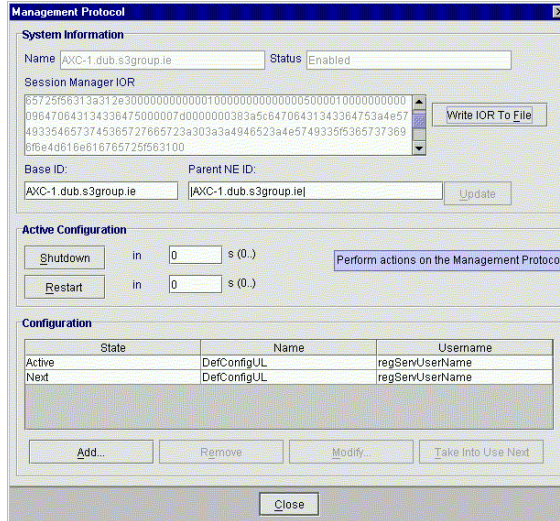 Management Protocol
System Information
Name AXC-1.dub.s3group.ie Status Enabled
Session Manager IOR
65725f56313a312e3000000000000100000000000005000010000000000
Write IOR To File
6f6e4d616e616765725f563100
Base ID: Parent NE ID:
AXC-1.dub.s3group.ie |AXC-1.dub.s3group.ie| Update
Active Configuration
Shutdown in 0 s (0..)
Perform actions on the Management Protoco
Restart in 0 s (0..)
Configuration
State Name Username
Active DefConfigUL regServUserName
Next DefConfigUL regServUserName
Add... Remove Modify... Take Into Use Next
Close